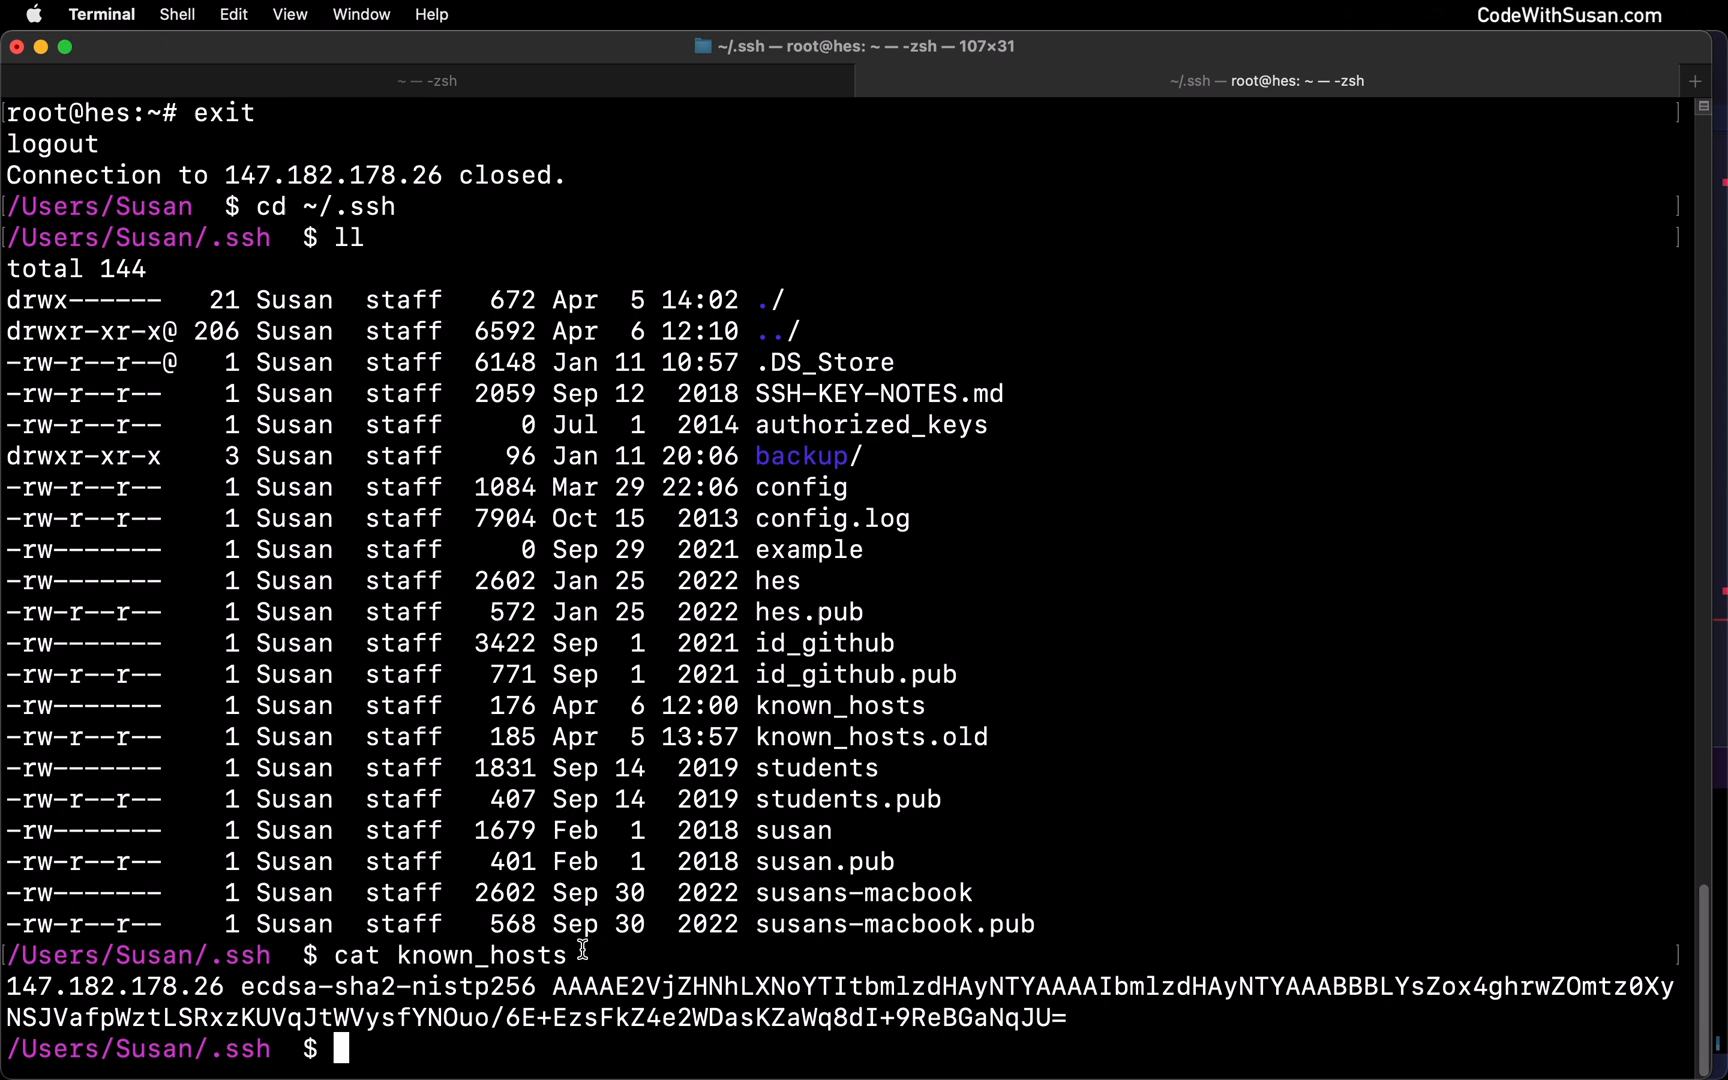 Terminal Shell Edit View Window Help CodeWithSusan.com
~/.ssh — root@hes: ~ — -zsh — 107×31
~ — -zsh ~/.ssh — root@hes: ~ — -zsh +
[root@hes:~# exit ]
logout
Connection to 147.182.178.26 closed.
[/Users/Susan  $ cd ~/.ssh ]
[/Users/Susan/.ssh  $ ll ]
total 144
drwx------   21 Susan  staff   672 Apr  5 14:02 ./
drwxr-xr-x@ 206 Susan  staff  6592 Apr  6 12:10 ../
-rw-r--r--@   1 Susan  staff  6148 Jan 11 10:57 .DS_Store
-rw-r--r--    1 Susan  staff  2059 Sep 12  2018 SSH-KEY-NOTES.md
-rw-r--r--    1 Susan  staff     0 Jul  1  2014 authorized_keys
drwxr-xr-x    3 Susan  staff    96 Jan 11 20:06 backup/
-rw-r--r--    1 Susan  staff  1084 Mar 29 22:06 config
-rw-r--r--    1 Susan  staff  7904 Oct 15  2013 config.log
-rw-------    1 Susan  staff     0 Sep 29  2021 example
-rw-------    1 Susan  staff  2602 Jan 25  2022 hes
-rw-r--r--    1 Susan  staff   572 Jan 25  2022 hes.pub
-rw-------    1 Susan  staff  3422 Sep  1  2021 id_github
-rw-r--r--    1 Susan  staff   771 Sep  1  2021 id_github.pub
-rw-------    1 Susan  staff   176 Apr  6 12:00 known_hosts
-rw-r--r--    1 Susan  staff   185 Apr  5 13:57 known_hosts.old
-rw-------    1 Susan  staff  1831 Sep 14  2019 students
-rw-r--r--    1 Susan  staff   407 Sep 14  2019 students.pub
-rw-------    1 Susan  staff  1679 Feb  1  2018 susan
-rw-r--r--    1 Susan  staff   401 Feb  1  2018 susan.pub
-rw-------    1 Susan  staff  2602 Sep 30  2022 susans-macbook
-rw-r--r--    1 Susan  staff   568 Sep 30  2022 susans-macbook.pub
[/Users/Susan/.ssh  $ cat known_hosts ]
147.182.178.26 ecdsa-sha2-nistp256 AAAAE2VjZHNhLXNoYTItbmlzdHAyNTYAAAAIbmlzdHAyNTYAAABBBLYsZox4ghrwZOmtz0Xy
NSJVafpWztLSRxzKUVqJtWVysfYNOuo/6E+EzsFkZ4e2WDasKZaWq8dI+9ReBGaNqJU=
/Users/Susan/.ssh  $